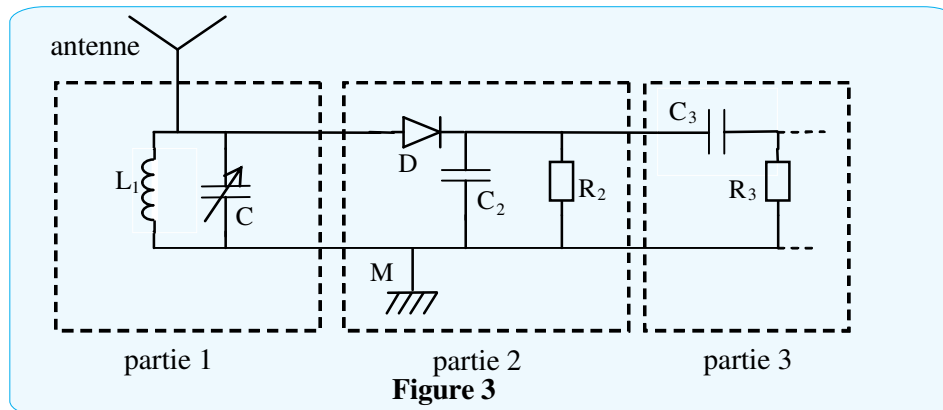 antenne
C₃
D
L₁
C
C₂
R₂
R₃
M
partie 1
partie 2
partie 3
Figure 3